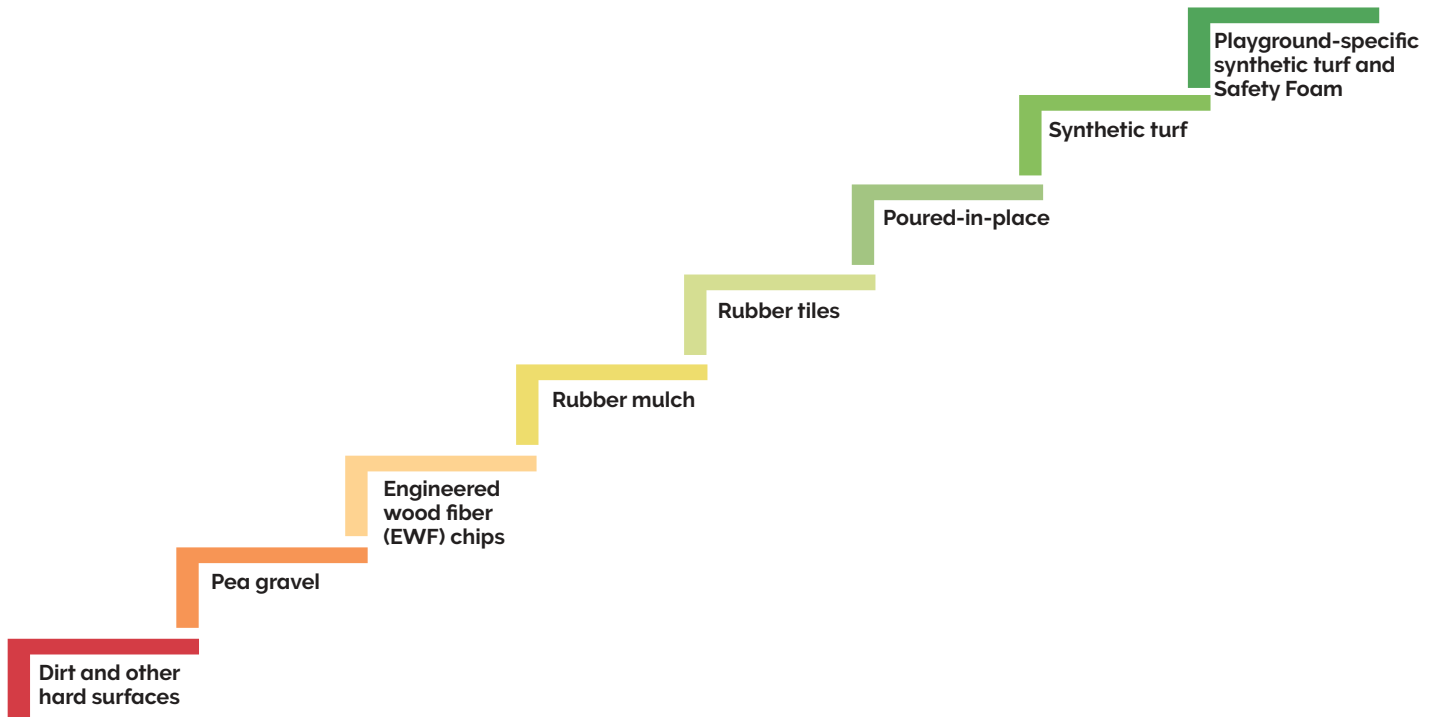 Playground-specific
synthetic turf and
Safety Foam
Synthetic turf
Poured-in-place
Rubber tiles
Rubber mulch
Engineered
wood fiber
(EWF) chips
Pea gravel
Dirt and other
hard surfaces